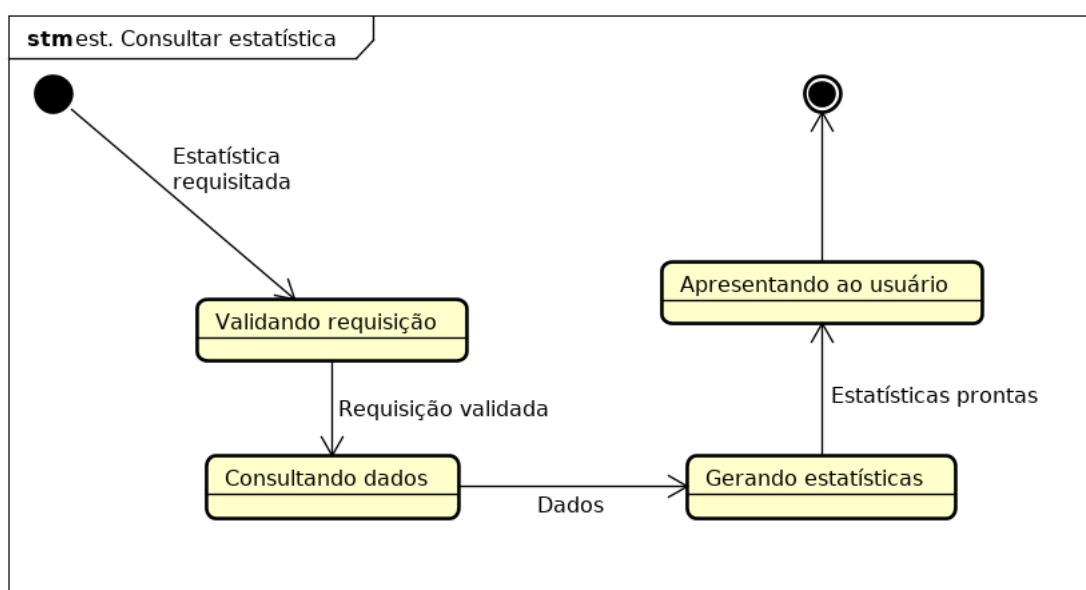 stm est. Consultar estatística
Estatística
requisitada
Validando requisição
Requisição validada
Consultando dados
Dados
Gerando estatísticas
Estatísticas prontas
Apresentando ao usuário